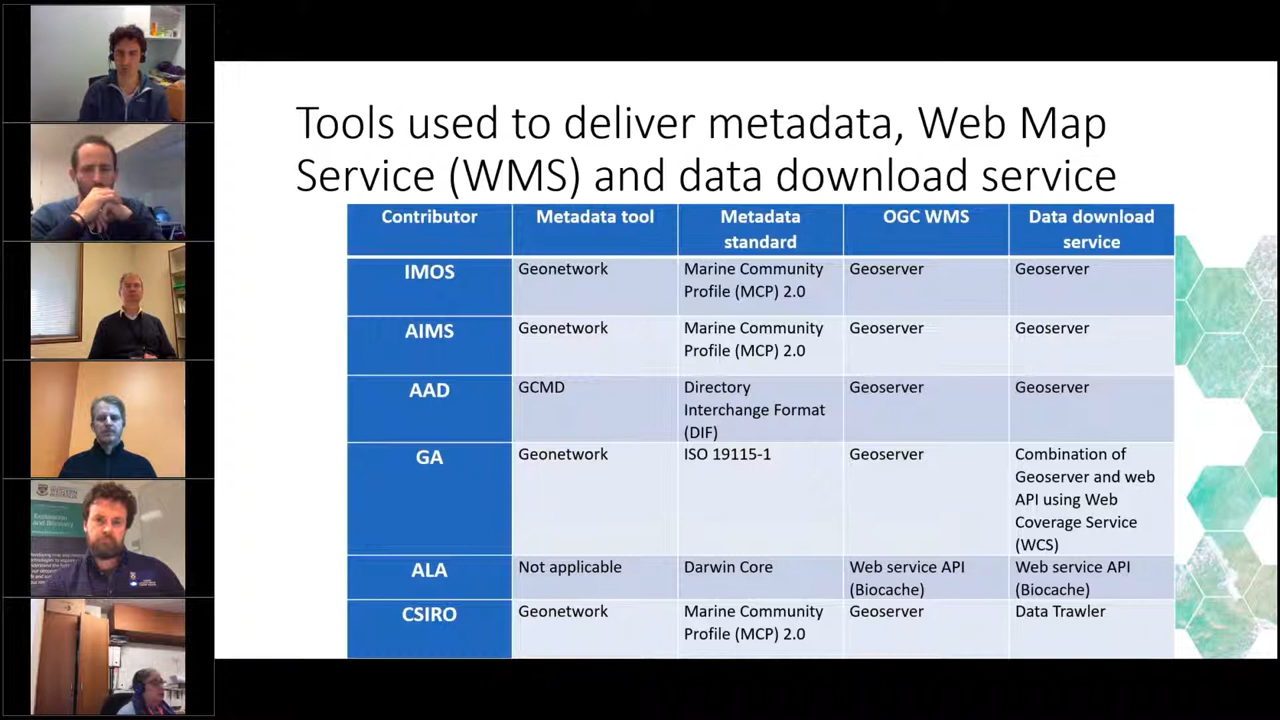 Tools used to deliver metadata, Web Map
Service (WMS) and data download service
Contributor
Metadata tool
Metadata
standard
OGC WMS
Data download
service
IMOS
Geonetwork
Marine Community
Profile (MCP) 2.0
Geoserver
Geoserver
AIMS
Geonetwork
Marine Community
Profile (MCP) 2.0
Geoserver
Geoserver
AAD
GCMD
Directory
Interchange Format
(DIF)
Geoserver
Geoserver
GA
Geonetwork
ISO 19115-1
Geoserver
Combination of
Geoserver and web
API using Web
Coverage Service
(WCS)
ALA
Not applicable
Darwin Core
Web service API
(Biocache)
Web service API
(Biocache)
CSIRO
Geonetwork
Marine Community
Profile (MCP) 2.0
Geoserver
Data Trawler